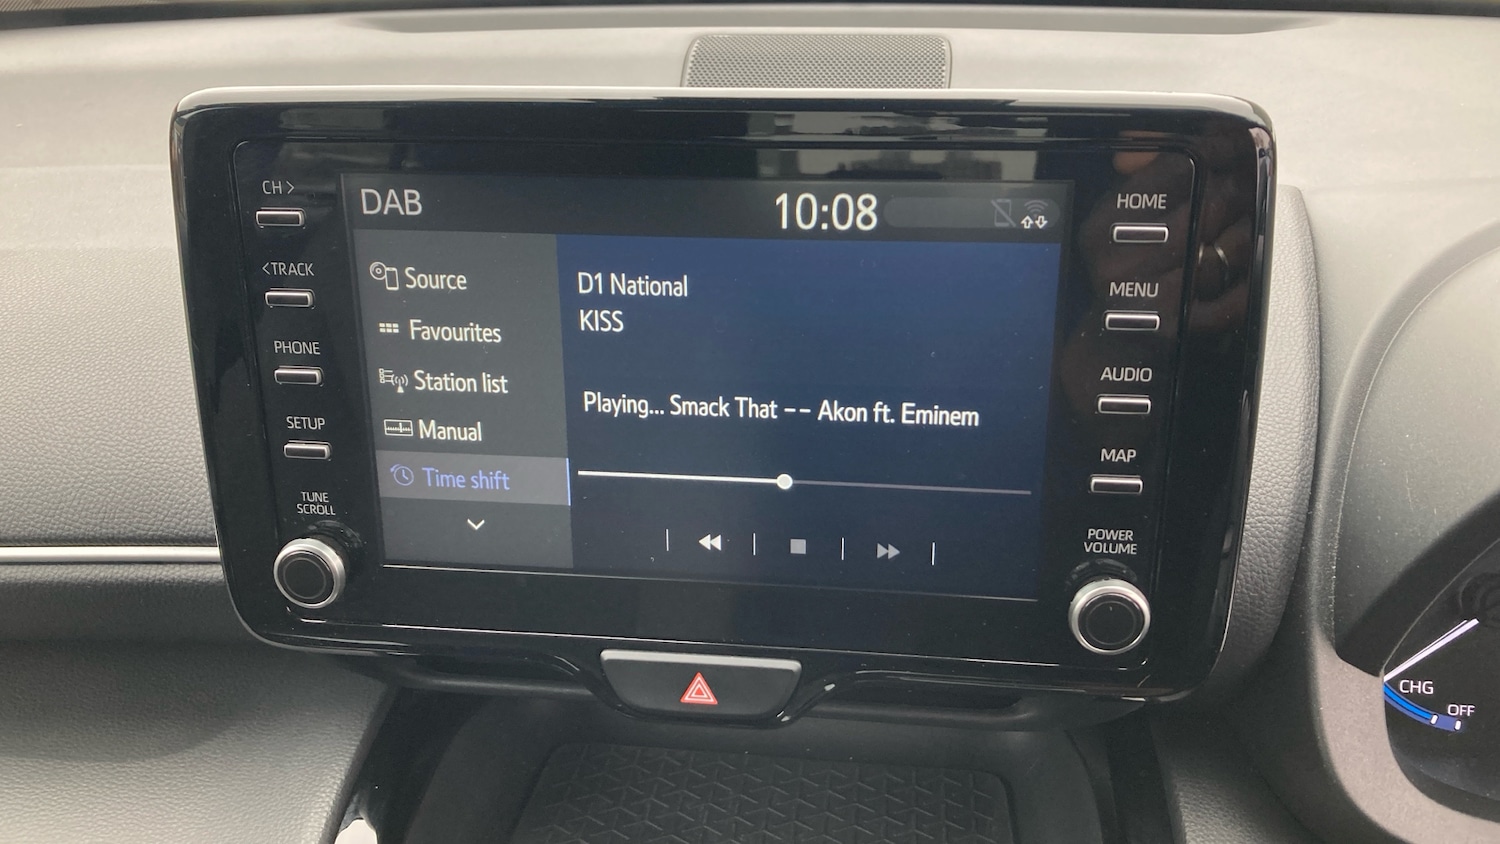 CH >
DAB
10:08
HOME
<TRACK
Source
D1 National
MENU
Favourites
KISS
PHONE
Station list
AUDIO
Playing... Smack That -- Akon ft. Eminem
SETUP
Manual
MAP
Time shift
TUNE
SCROLL
POWER
VOLUME
CHG
OFF